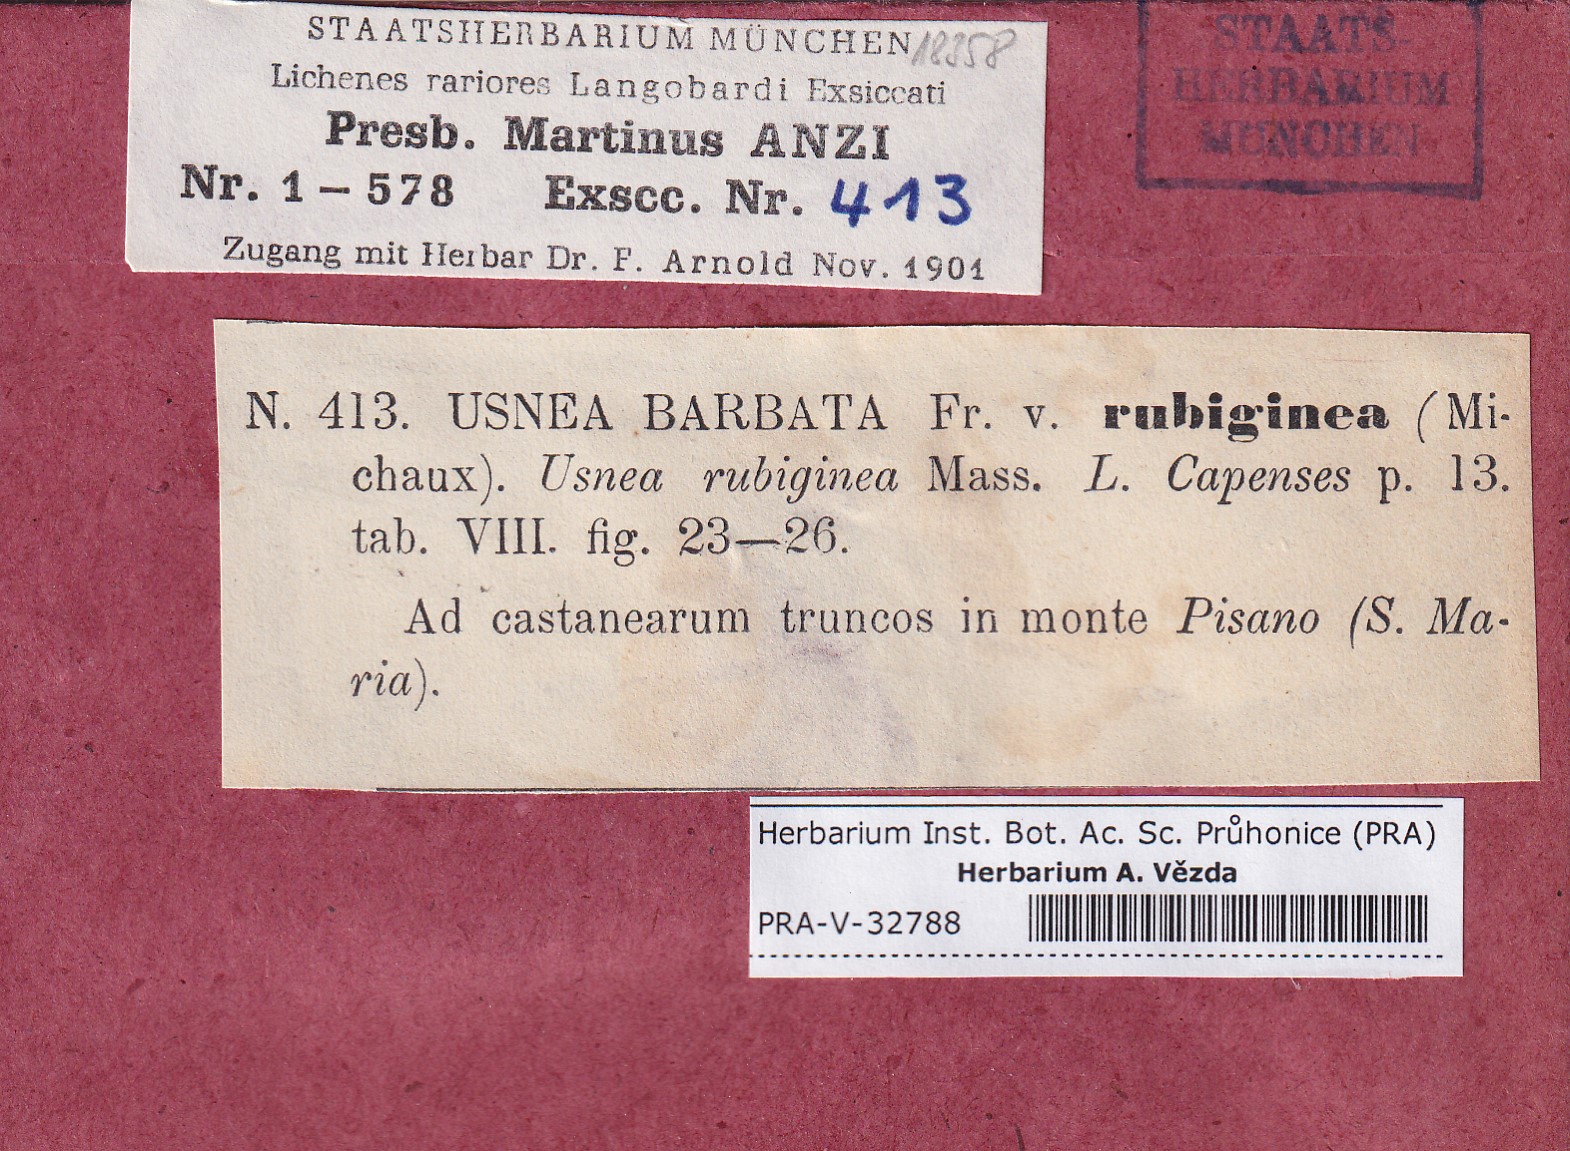 STAATSHERBARIUM MÜNCHEN 18358
Lichenes rariores Langobardi Exsiccati
Presb. Martinus ANZI
Nr. 1 – 578 Exscc. Nr. 413
Zugang mit Herbar Dr. F. Arnold Nov. 1901
STAATS-
HERBARIUM
MÜNCHEN
N. 413. USNEA BARBATA Fr. v. rubiginea (Mi-
chaux). Usnea rubiginea Mass. L. Capenses p. 13.
tab. VIII. fig. 23—26.
Ad castanearum truncos in monte Pisano (S. Ma-
ria).
Herbarium Inst. Bot. Ac. Sc. Průhonice (PRA)
Herbarium A. Vězda
PRA-V-32788